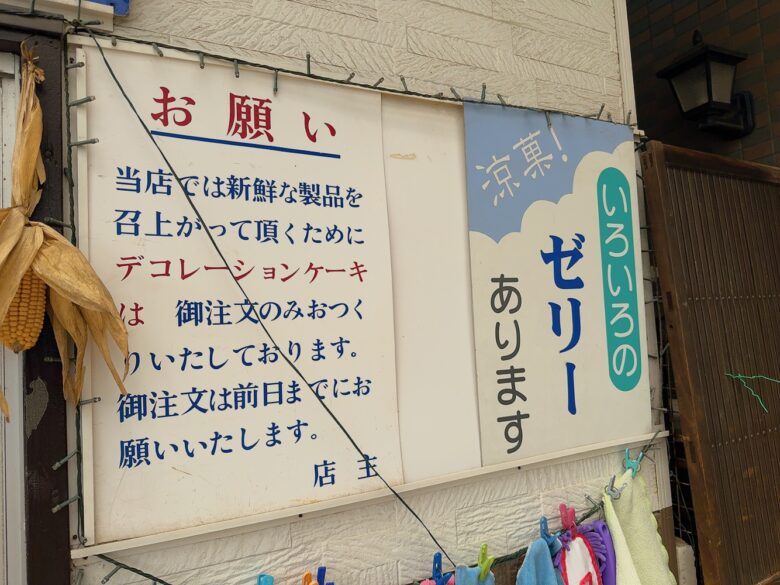 お願い
当店では新鮮な製品を
召上がって頂くために
デコレーションケーキ
は 御注文のみおつく
りいたしております。
御注文は前日までにお
願いいたします。
店主
涼菓!
いろいろの
ゼリー
あります